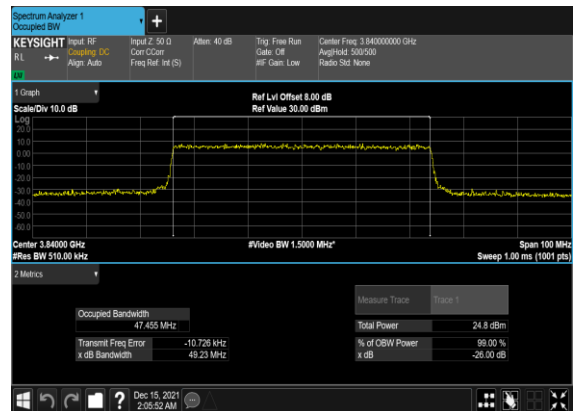 Spectrum Analyzer 1
Occupied BW
+
KEYSIGHT Input: RF Input Z: 50 Ω Atten: 40 dB Trig: Free Run Center Freq: 3.840000000 GHz
RL Coupling: DC Corr CCorr Gate: Off Avg|Hold: 500/500
Align: Auto Freq Ref: Int (S) #IF Gain: Low Radio Std: None
LW
1 Graph
Ref Lvl Offset 8.00 dB
Scale/Div 10.0 dB Ref Value 30.00 dBm
Log
20.0
10.0
0.00
-10.0
-20.0
-30.0
-40.0
-50.0
-60.0
Center 3.84000 GHz #Video BW 1.5000 MHz* Span 100 MHz
#Res BW 510.00 kHz Sweep 1.00 ms (1001 pts)
2 Metrics
Measure Trace Trace 1
Occupied Bandwidth
47.455 MHz
Total Power 24.8 dBm
Transmit Freq Error -10.726 kHz % of OBW Power 99.00 %
x dB Bandwidth 49.23 MHz x dB -26.00 dB
? Dec 15, 2021
2:05:52 AM